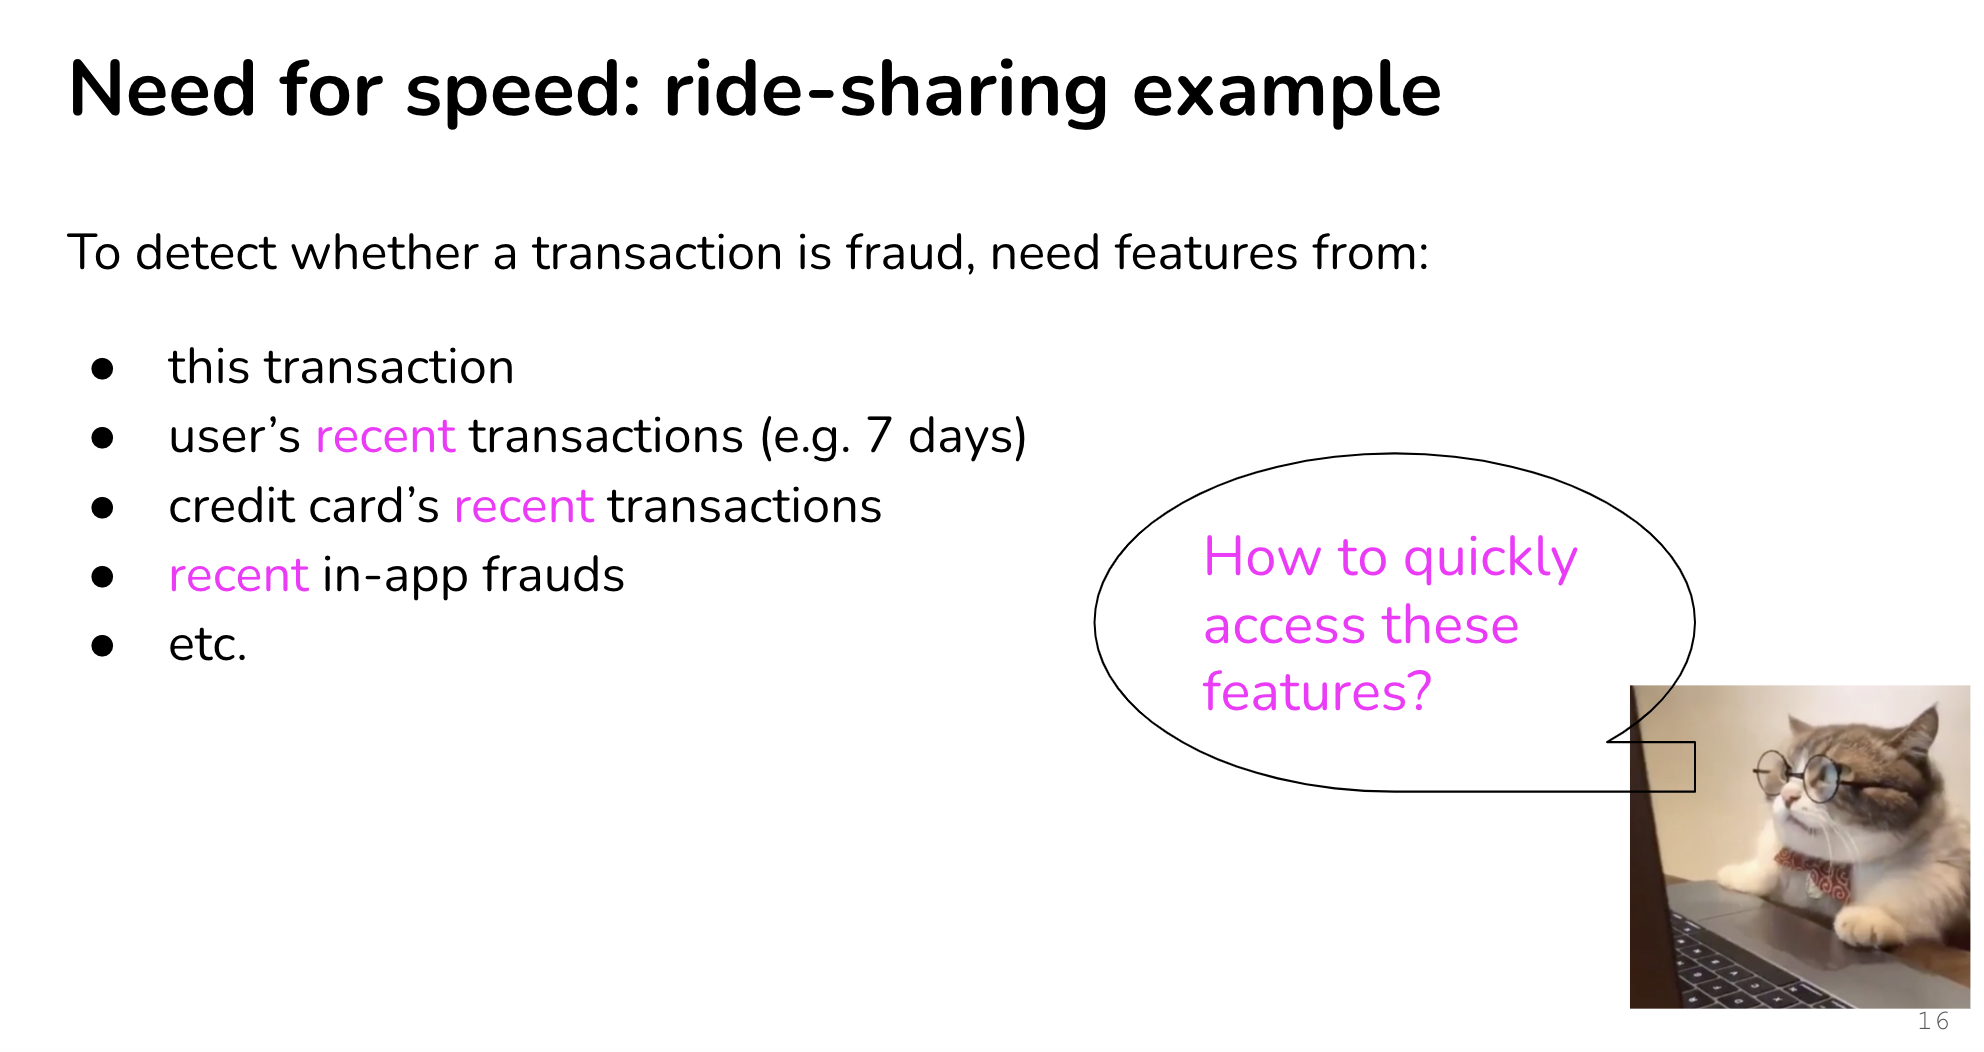 Need for speed: ride-sharing example
To detect whether a transaction is fraud, need features from:
● this transaction
● user’s recent transactions (e.g. 7 days)
● credit card’s recent transactions
● recent in-app frauds
● etc.
How to quickly
access these
features?
16